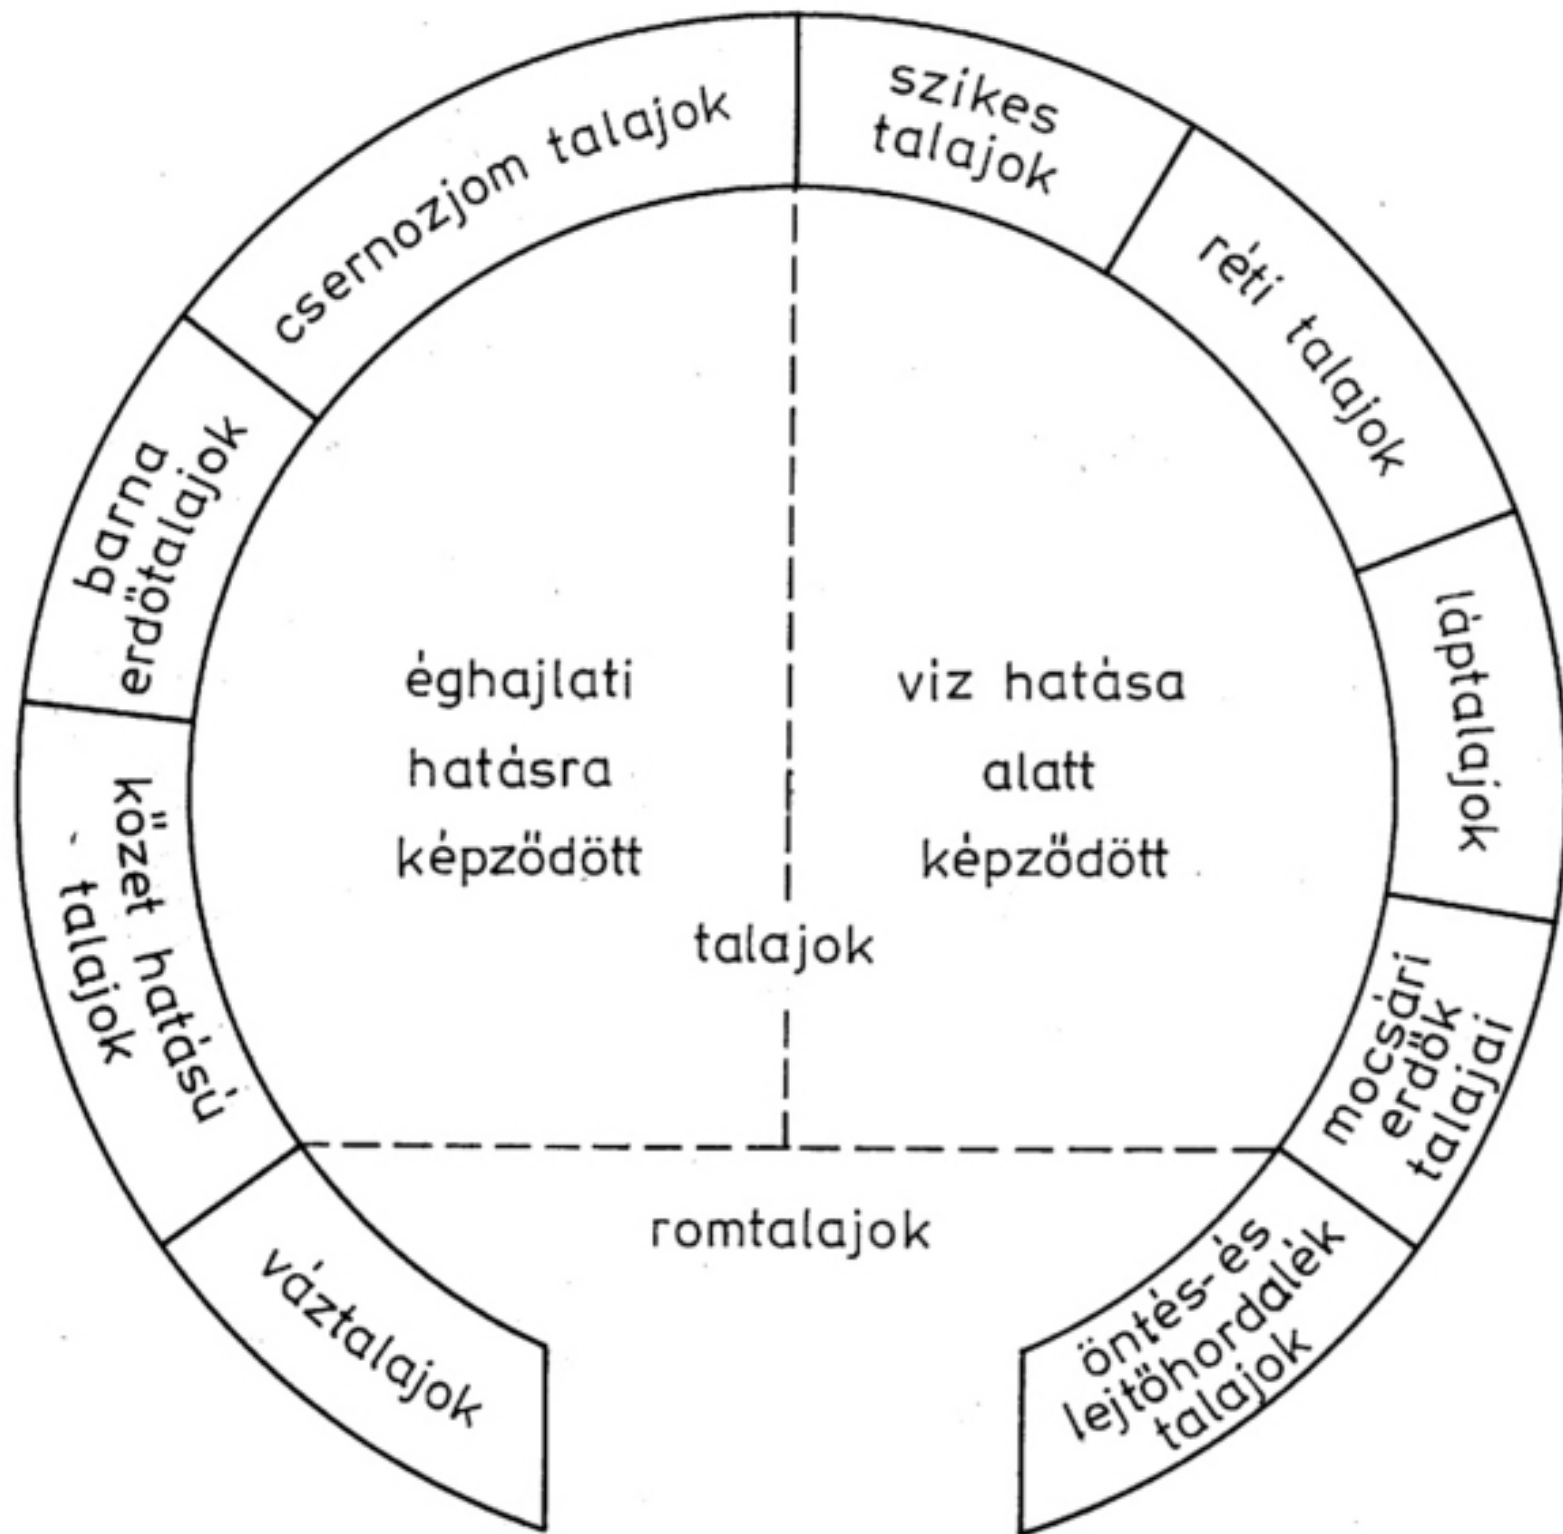 csernozjom talajok
szikes
talajok
réti talajok
láptalajok
mocsári
erdők
talajai
öntés-és
lejtőhordalék
talajok
barna
erdőtalajok
kőzet hatású
talajok
váztalajok
éghajlati
hatásra
képződött
viz hatása
alatt
képződött
talajok
romtalajok